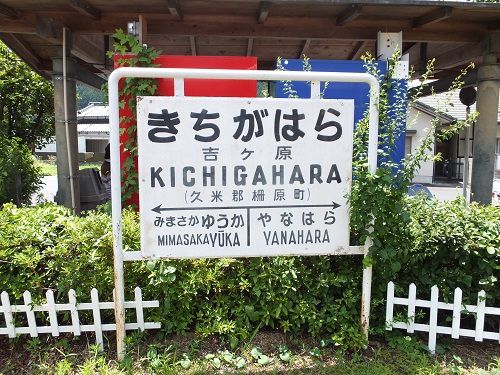 きちがはら
吉ヶ原
KICHIGAHARA
(久米郡柵原町)
みまさかゆうか やなはら
MIMASAKAYŪKA YANAHARA